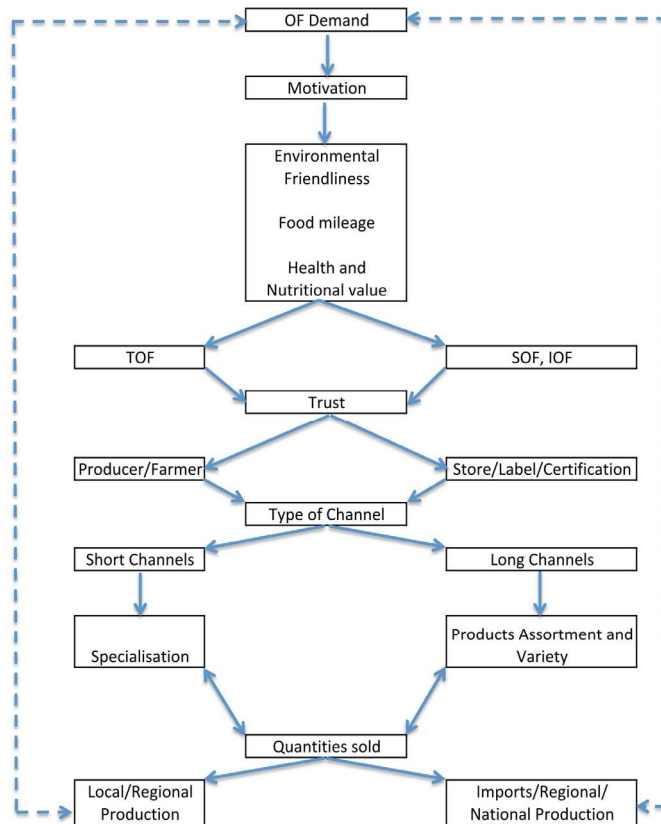 OF Demand
Motivation
Environmental
Friendliness
Food mileage
Health and
Nutritional value
TOF
SOF, IOF
Trust
Producer/Farmer
Store/Label/Certification
Type of Channel
Short Channels
Long Channels
Specialisation
Products Assortment and
Variety
Quantities sold
Local/Regional
Production
Imports/Regional/
National Production